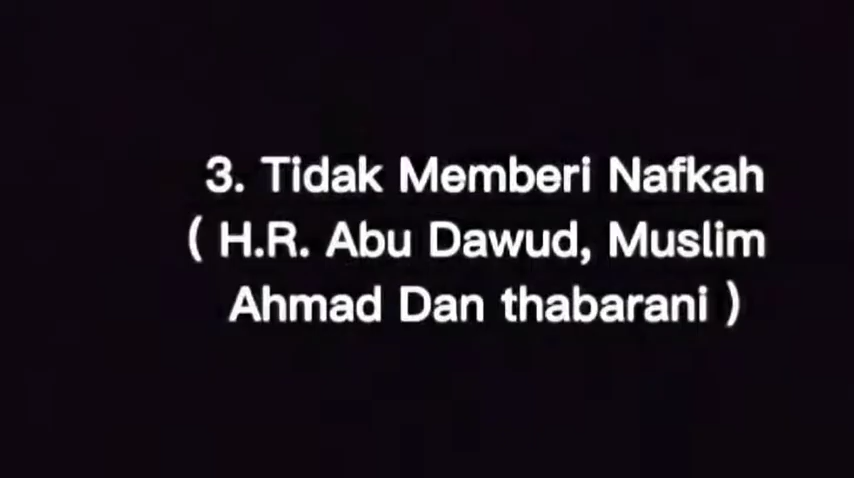 3. Tidak Memberi Nafkah
( H.R. Abu Dawud, Muslim
Ahmad Dan thabarani )